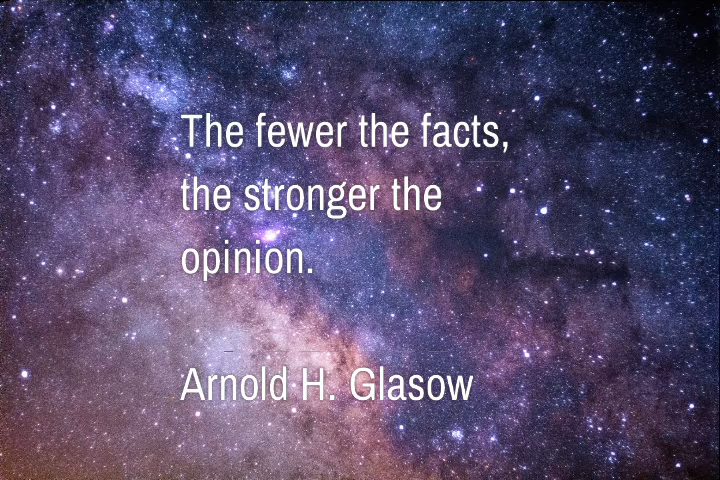 The fewer the facts,
the stronger the
opinion.
Arnold H. Glasow